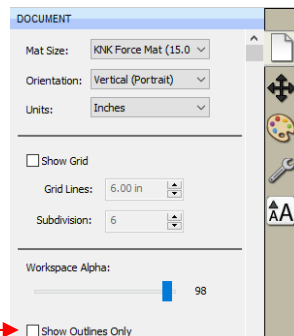 DOCUMENT
Mat Size: KNK Force Mat (15.0
Orientation: Vertical (Portrait)
Units: Inches
Show Grid
Grid Lines: 6.00 in
Subdivision: 6
Workspace Alpha:
98
Show Outlines Only
AA